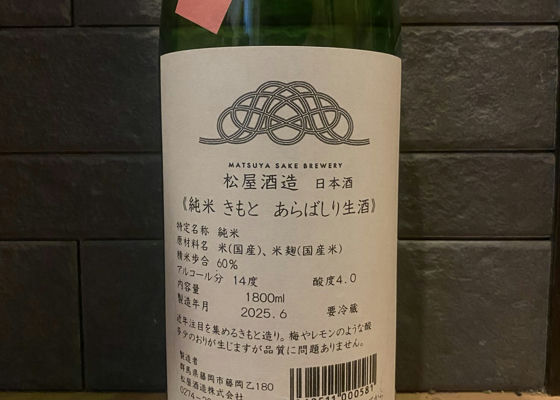 MATSUYA SAKE BREWERY
松屋酒造 日本酒
《純米 きもと あらばしり生酒》
特定名称 純米
原材料名 米(国産)、米麹(国産米)
精米歩合 60%
アルコール分 14度 酸度4.0
内容量 1800ml
製造年月 2025.6 要冷蔵
近年注目を集めるきもと造り。梅やレモンのような酸
多少のおりが生じますが品質に問題ありません。
製造者
群馬県藤岡市藤岡乙180
松屋酒造株式会社
0274-2
511000581